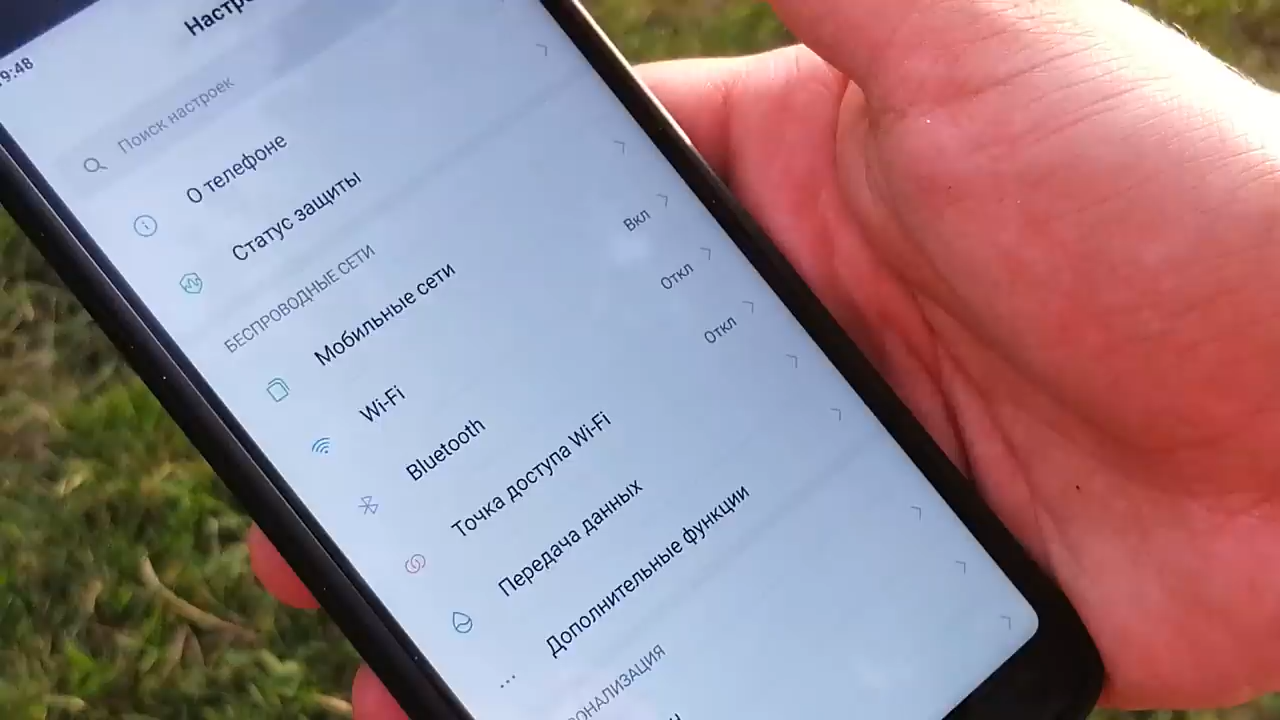 Настро
9:48
Поиск настроек
О телефоне
Статус защиты
БЕСПРОВОДНЫЕ СЕТИ
Мобильные сети
Wi-Fi Вкл
Bluetooth Откл
Точка доступа Wi-Fi Откл
Передача данных
Дополнительные функции
ОНАЛИЗАЦИЯ